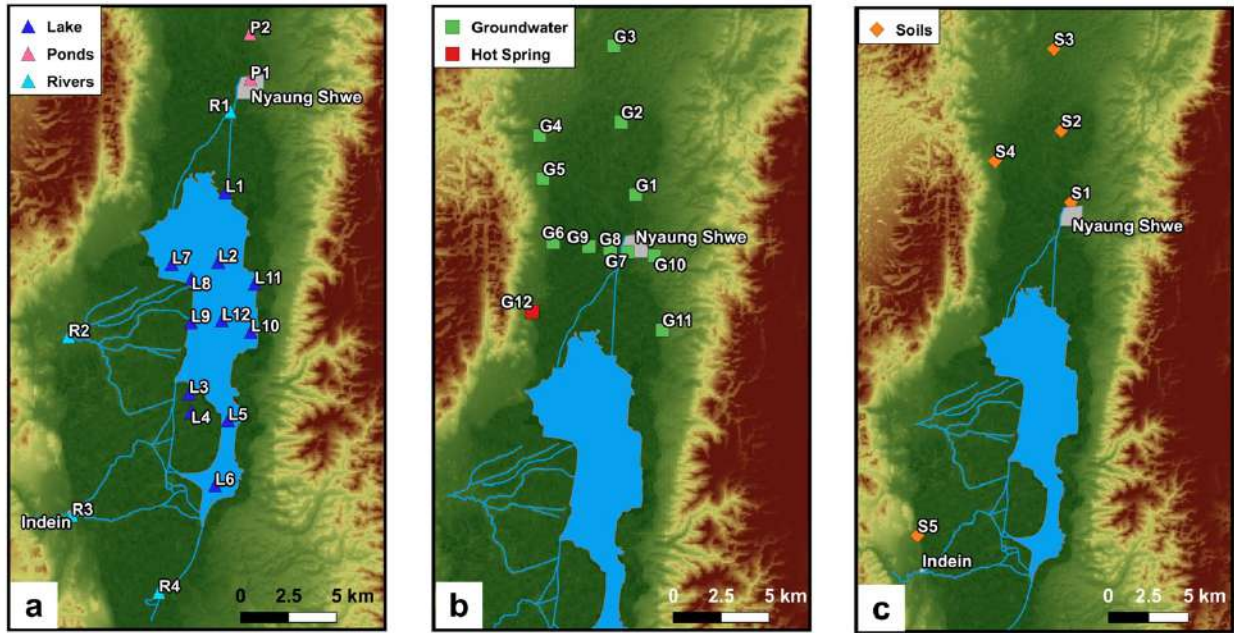 Lake
Ponds
Rivers
P2
P1
Nyaung Shwe
R1
L1
L7
L2
L8
L11
R2
L9
L12
L10
L3
L4
L5
L6
R3
Indein
R4
a
0 2.5 5 km
Groundwater
Hot Spring
G3
G2
G4
G5
G1
G6
G9
G8
Nyaung Shwe
G7
G10
G12
G11
b
0 2.5 5 km
Soils
S3
S2
S4
S1
Nyaung Shwe
S5
Indein
c
0 2.5 5 km